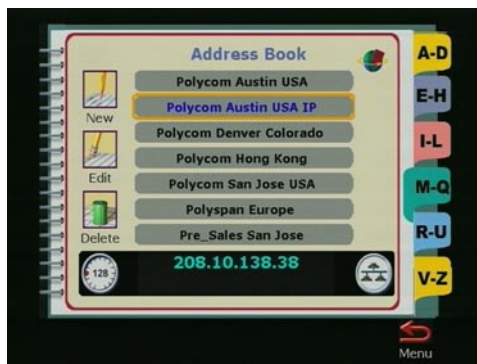 Address Book
A-D
E-H
I-L
M-Q
R-U
V-Z
New
Edit
Delete
Polycom Austin USA
Polycom Austin USA IP
Polycom Denver Colorado
Polycom Hong Kong
Polycom San Jose USA
Polyspan Europe
Pre_Sales San Jose
128
208.10.138.38
Menu